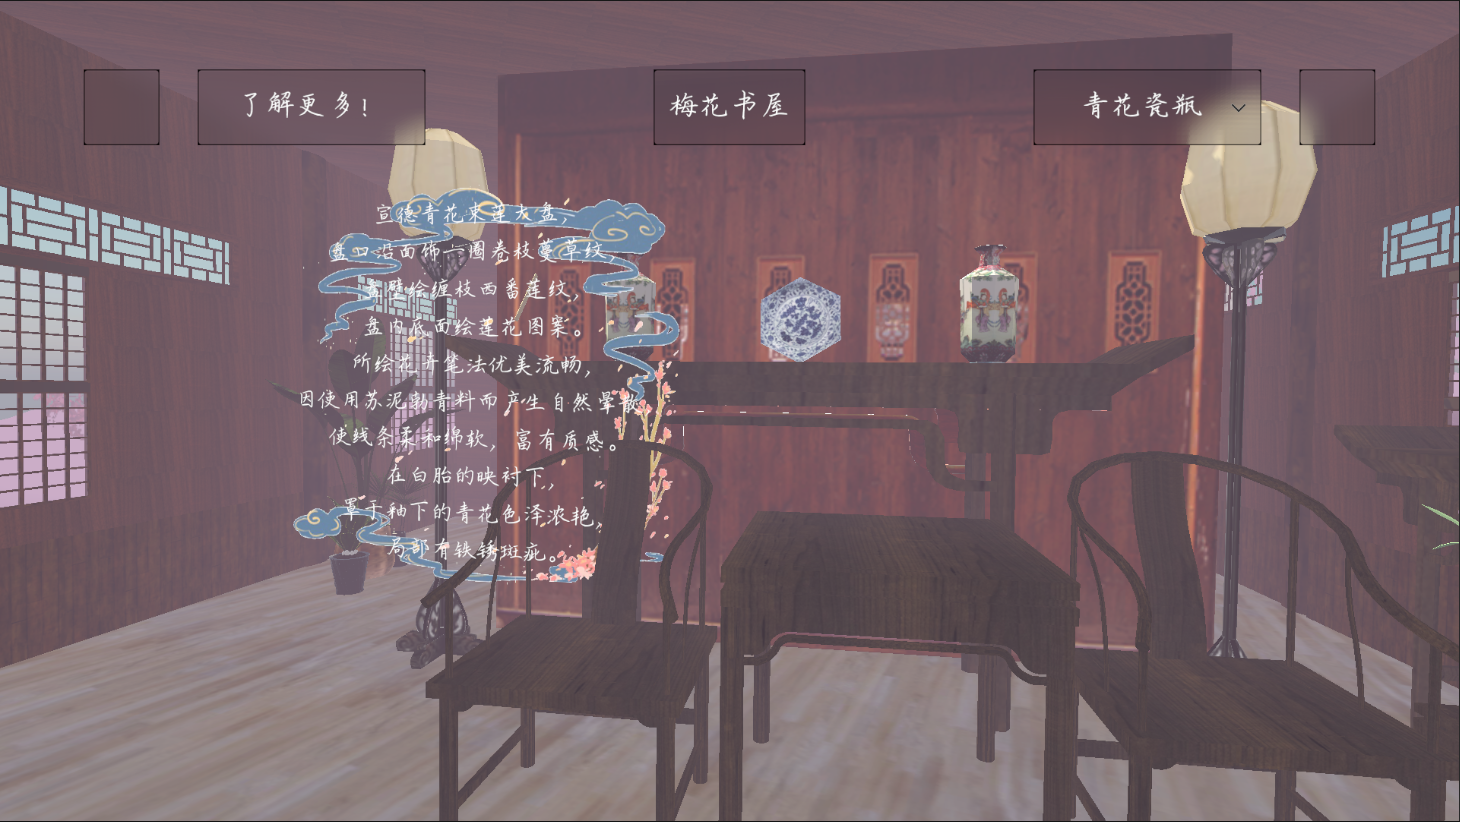 了解更多!
梅花书屋
青花瓷瓶
宣德青花束莲大盘,
盘口沿面饰一圈卷枝蔓草纹,
盘壁绘缠枝西番莲纹,
盘内底面绘莲花图案。
所绘花卉笔法优美流畅,
因使用苏泥勃青料而产生自然晕散
使线条柔和绵软, 富有质感。
在白胎的映衬下,
罩于釉下的青花色泽浓艳,
局部有铁锈斑疵。